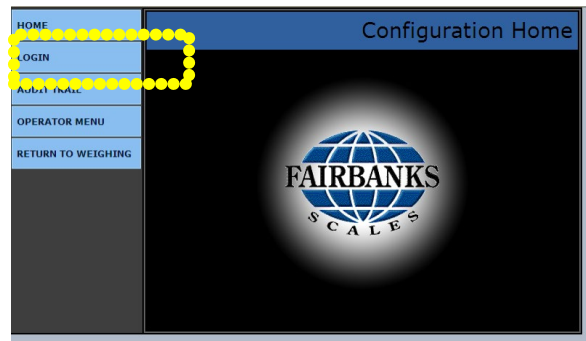 HOME
Configuration Home
LOGIN
AUDIT TRAIL
OPERATOR MENU
RETURN TO WEIGHING
FAIRBANKS
SCALES